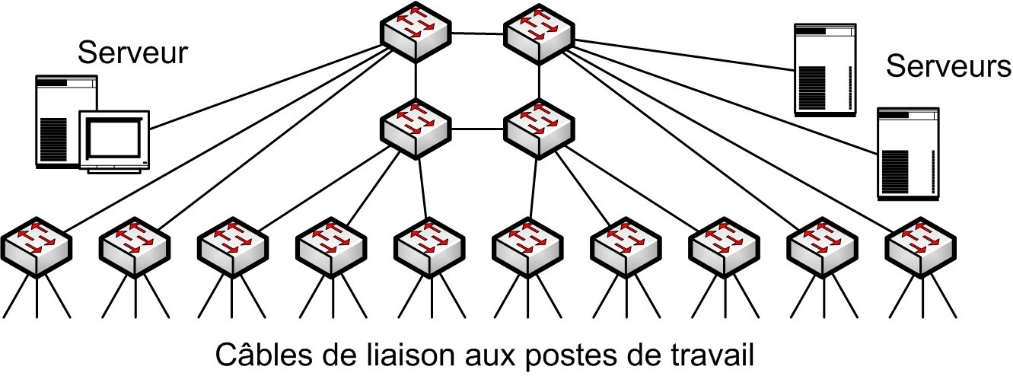 Serveur
Serveurs
Câbles de liaison aux postes de travail